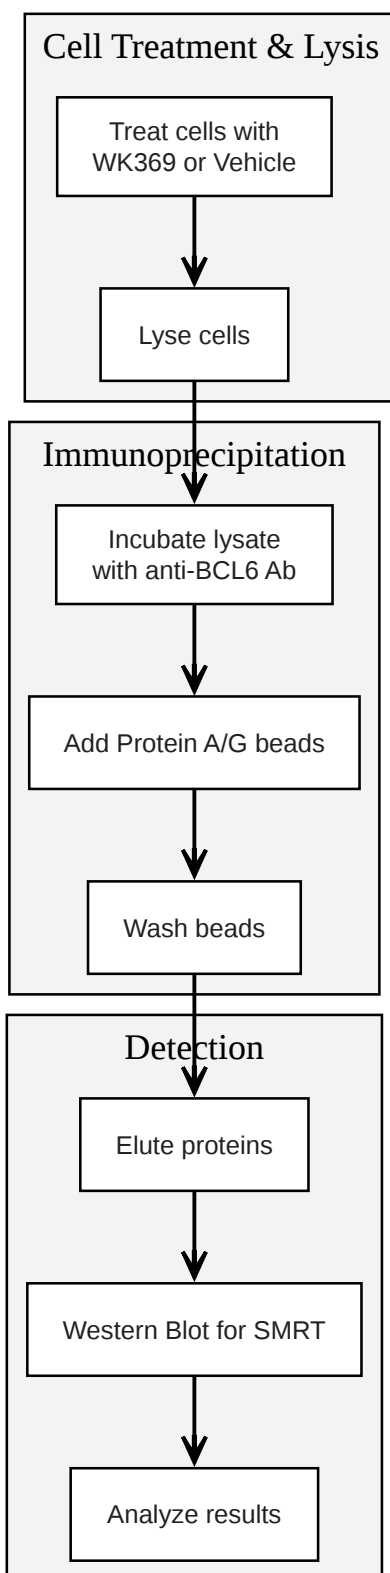 Cell Treatment & Lysis
Treat cells with
WK369 or Vehicle
Lyse cells
Immunoprecipitation
Incubate lysate
with anti-BCL6 Ab
Add Protein A/G beads
Wash beads
Detection
Elute proteins
Western Blot for SMRT
Analyze results